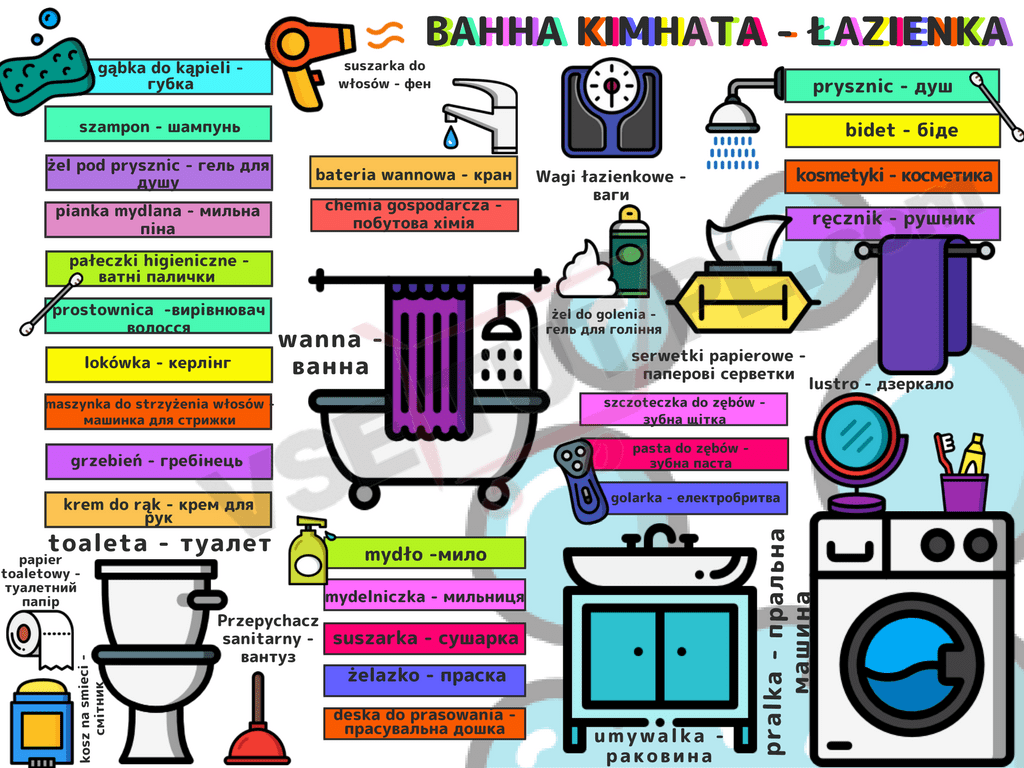 ВАННА КІМНАТА - ŁAZIENKA
gąbka do kąpieli -
губка
szampon - шампунь
żel pod prysznic - гель для
душу
pianka mydlana - мильна
піна
pałeczki higieniczne -
ватні палички
prostownica -вирівнювач
волосся
lokówka - керлінг
maszynka do strzyżenia włosów -
машинка для стрижки
grzebień - гребінець
krem do rąk - крем для
рук
suszarka do
włosów - фен
bateria wannowa - кран
chemia gospodarcza -
побутова хімія
Wagi łazienkowe -
ваги
prysznic - душ
bidet - біде
kosmetyki - косметика
ręcznik - рушник
żel do golenia -
гель для гоління
wanna -
ванна
serwetki papierowe -
паперові серветки
lustro - дзеркало
szczoteczka do zębów -
зубна щітка
pasta do zębów -
зубна паста
golarka - електробритва
toaleta - туалет
papier
toaletowy -
туалетний
папір
kosz na smieci -
смітник
Przepychacz
sanitarny -
вантуз
mydło -мило
mydelniczka - мильниця
suszarka - сушарка
żelazko - праска
deska do prasowania -
прасувальна дошка
umywalka -
раковина
pralka - пральна
машина
VSETUTPL.com